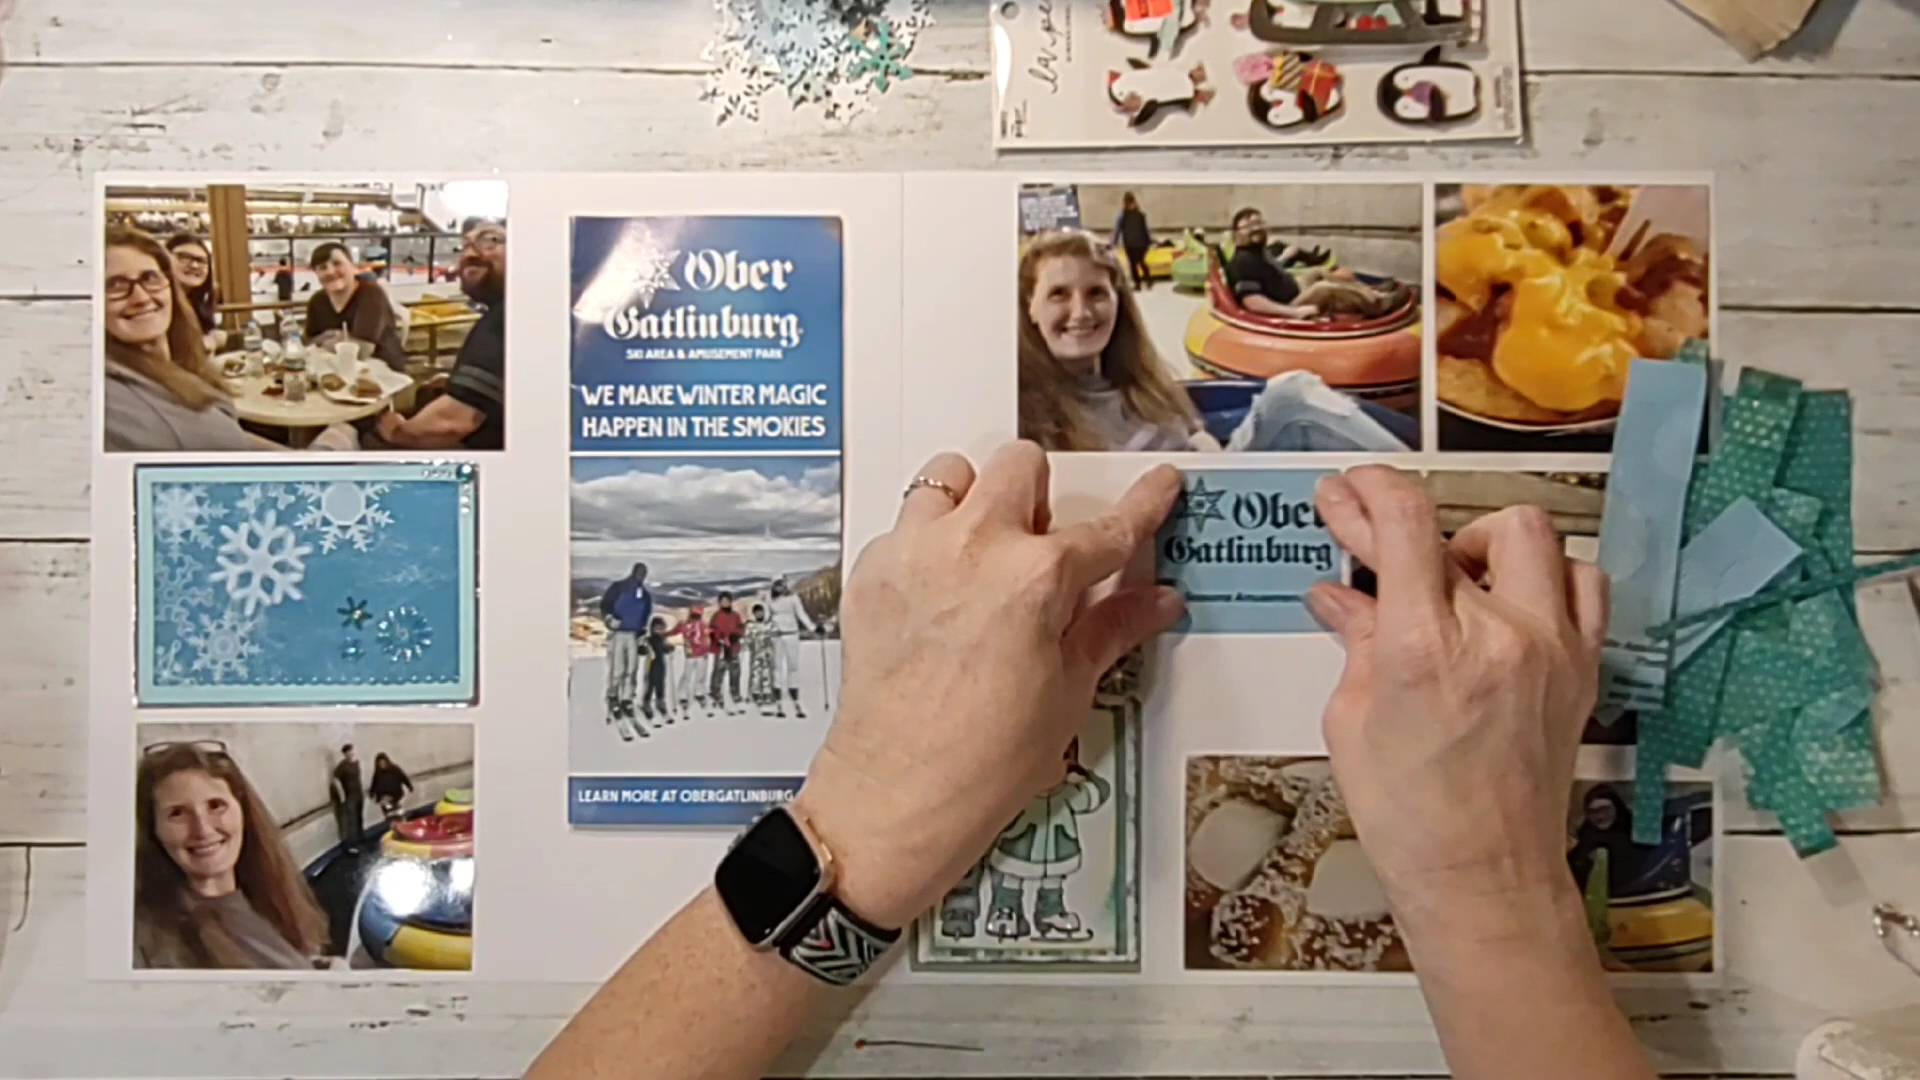 Ober
Gatlinburg
SKI AREA & AMUSEMENT PARK
WE MAKE WINTER MAGIC
HAPPEN IN THE SMOKIES
LEARN MORE AT OBERGATLINBURG
Ober
Gatlinburg